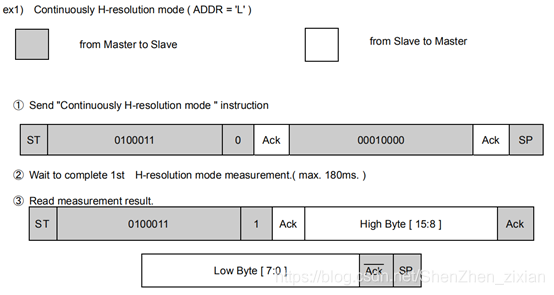 ex1) Continuously H-resolution mode ( ADDR = 'L' )
from Master to Slave from Slave to Master
① Send "Continuously H-resolution mode " instruction
ST 0100011 0 Ack 00010000 Ack SP
② Wait to complete 1st H-resolution mode measurement.( max. 180ms. )
③ Read measurement result.
ST 0100011 1 Ack High Byte [ 15:8 ] Ack
Low Byte [ 7:0 ] Ack SP
https://blog.csdn.net/ShenZhen_zixian